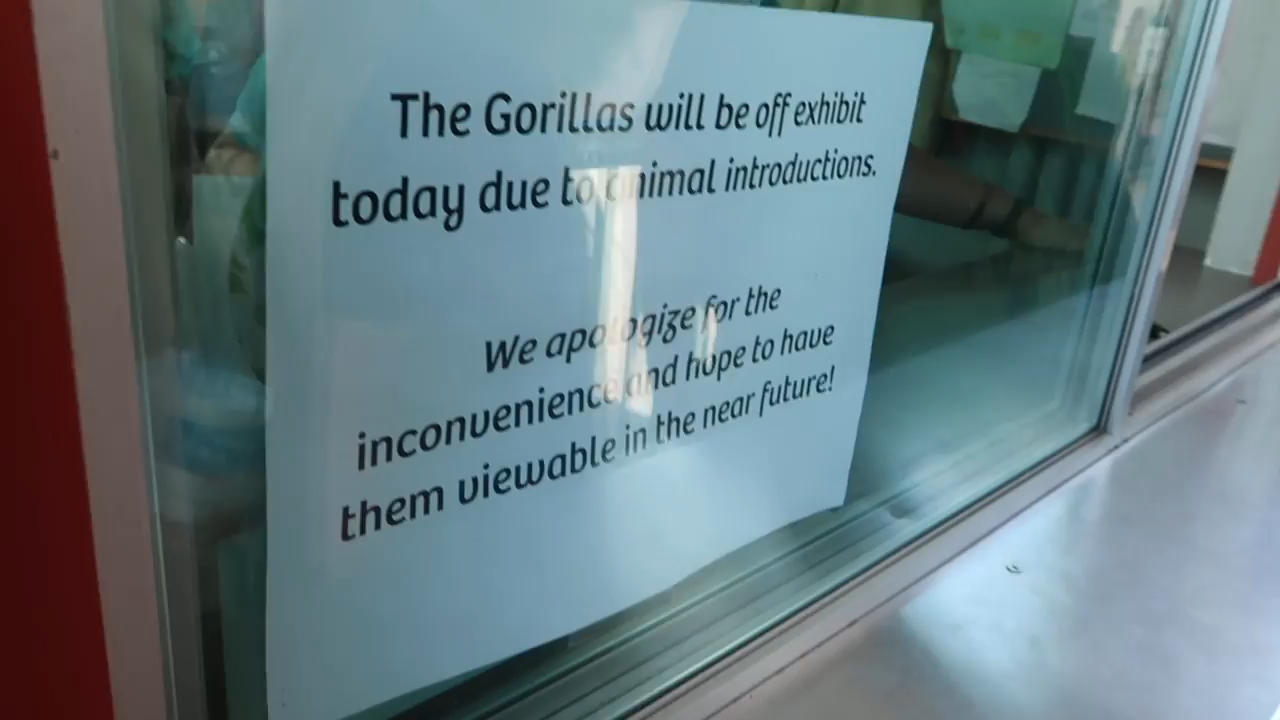 The Gorillas will be off exhibit
today due to animal introductions.
We apologize for the
inconvenience and hope to have
them viewable in the near future!